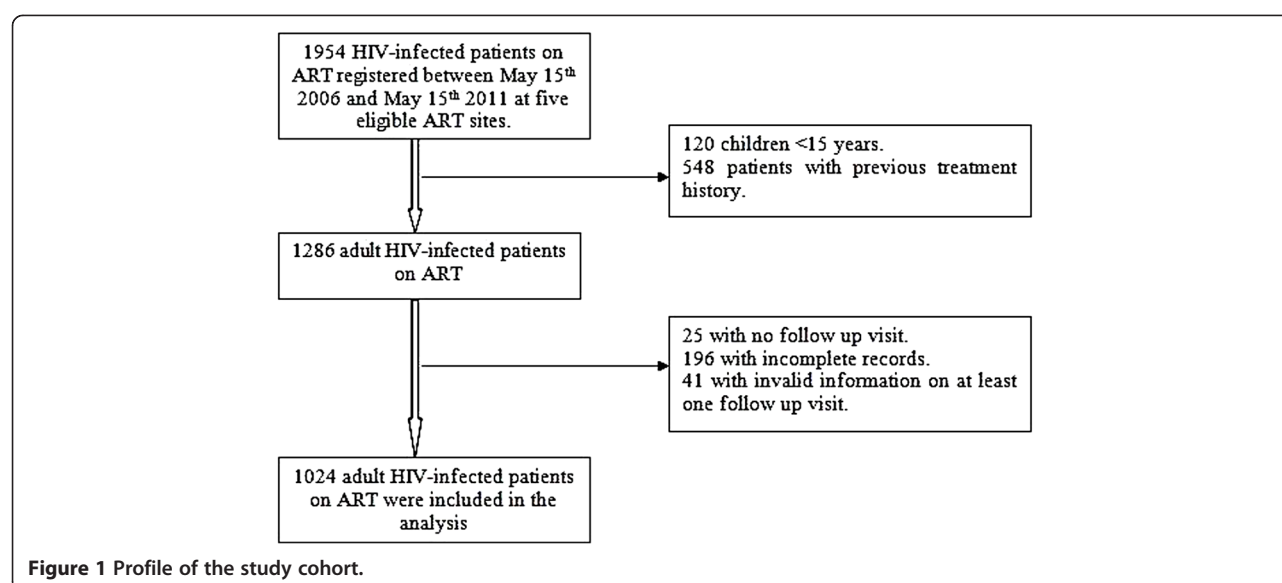 1954 HIV-infected patients on
ART registered between May 15th
2006 and May 15th 2011 at five
eligible ART sites.
120 children <15 years.
548 patients with previous treatment
history.
1286 adult HIV-infected patients
on ART
25 with no follow up visit.
196 with incomplete records.
41 with invalid information on at least
one follow up visit.
1024 adult HIV-infected patients
on ART were included in the
analysis
Figure 1 Profile of the study cohort.